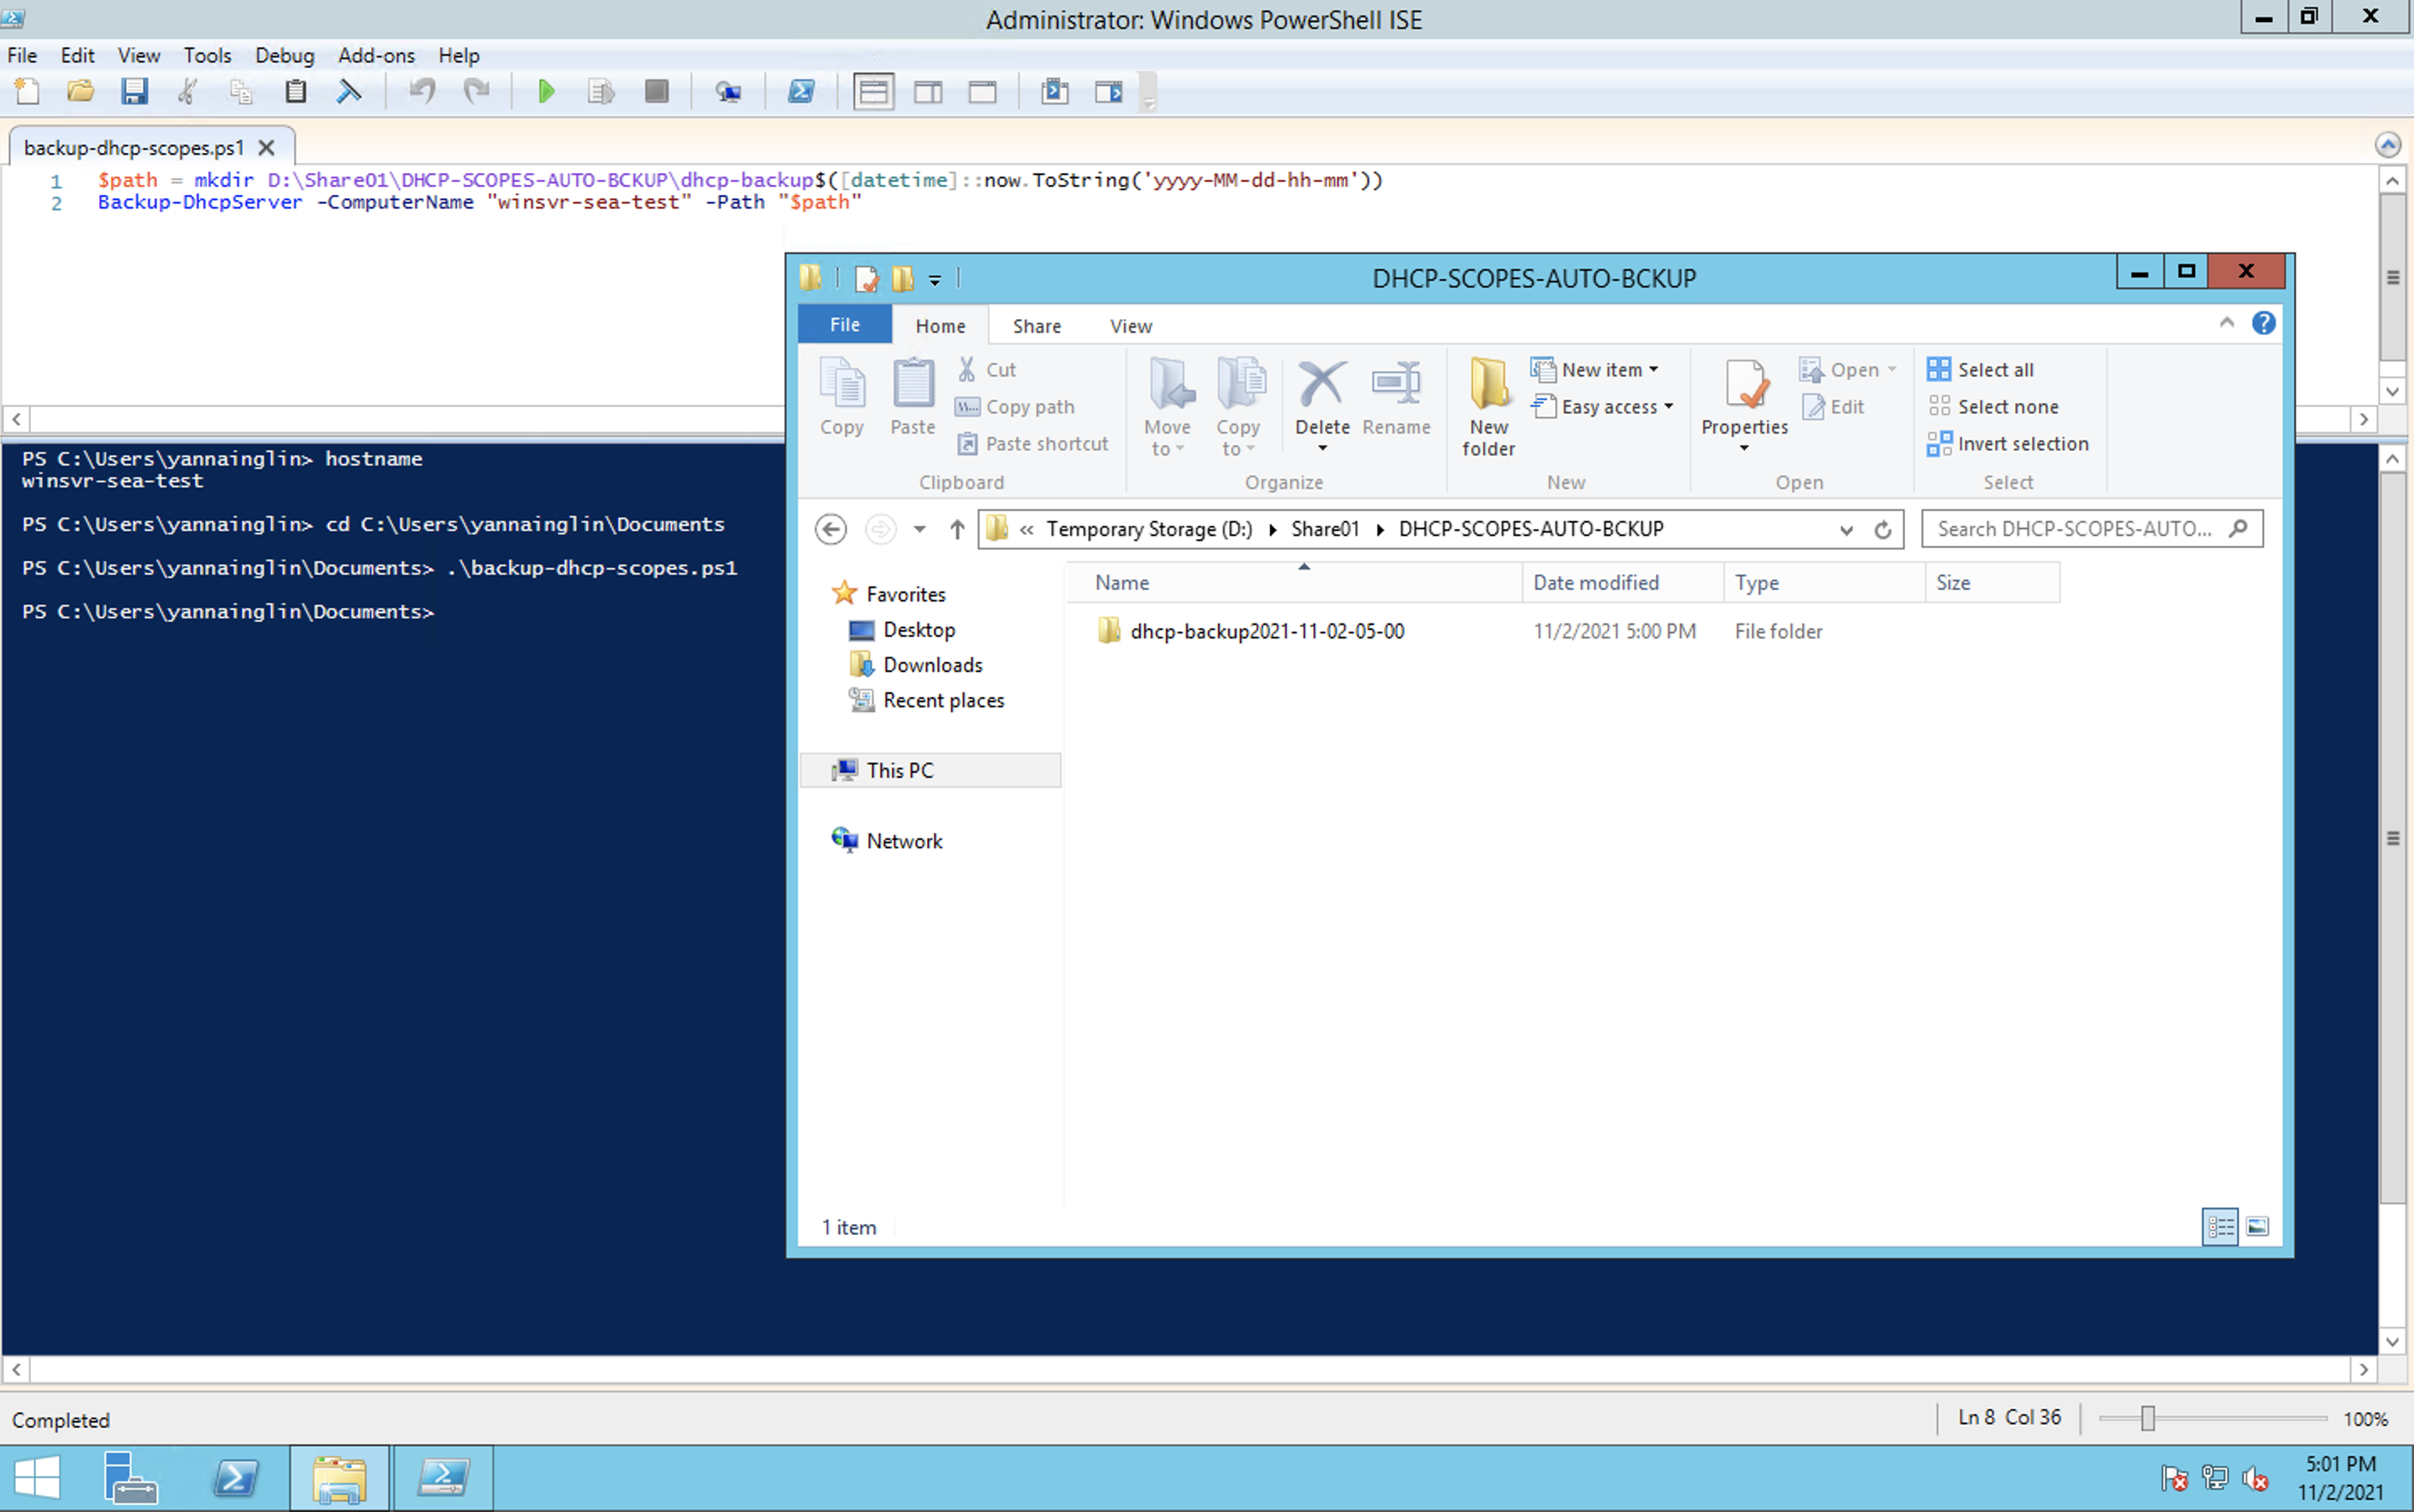 Administrator: Windows PowerShell ISE
File Edit View Tools Debug Add-ons Help
backup-dhcp-scopes.ps1
1 $path = mkdir D:\Share01\DHCP-SCOPES-AUTO-BCKUP\dhcp-backup$([datetime]::now.ToString('yyyy-MM-dd-hh-mm'))
2 Backup-DhcpServer -ComputerName "winsvr-sea-test" -Path "$path"
PS C:\Users\yannainglin> hostname
winsvr-sea-test
PS C:\Users\yannainglin> cd C:\Users\yannainglin\Documents
PS C:\Users\yannainglin\Documents> .\backup-dhcp-scopes.ps1
PS C:\Users\yannainglin\Documents>
DHCP-SCOPES-AUTO-BCKUP
File Home Share View
Copy
Paste
Cut
Copy path
Paste shortcut
Clipboard
Move to
Copy to
Delete
Rename
Organize
New folder
New item
Easy access
New
Properties
Open
Edit
Open
Select all
Select none
Invert selection
Select
« Temporary Storage (D:) Share01 DHCP-SCOPES-AUTO-BCKUP
Search DHCP-SCOPES-AUTO...
Favorites
Desktop
Downloads
Recent places
This PC
Network
Name Date modified Type Size
dhcp-backup2021-11-02-05-00 11/2/2021 5:00 PM File folder
1 item
Completed
Ln 8 Col 36
100%
5:01 PM
11/2/2021